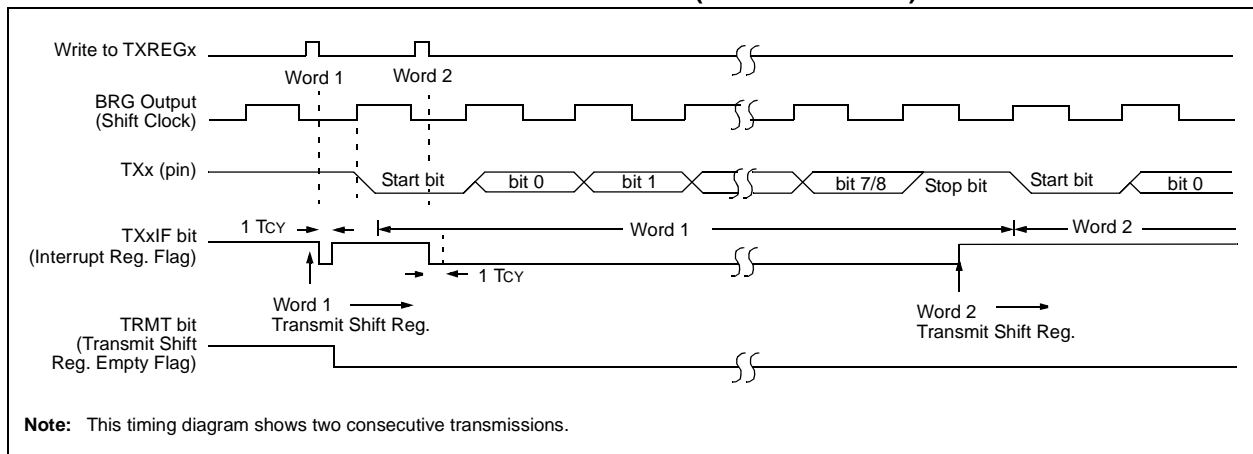 Write to TXREGx
Word 1
Word 2
BRG Output
(Shift Clock)
TXx (pin)
Start bit
bit 0
bit 1
bit 7/8
Stop bit
Start bit
bit 0
1 TCY
Word 1
Word 2
TXxIF bit
(Interrupt Reg. Flag)
1 TCY
Word 1
Transmit Shift Reg.
Word 2
Transmit Shift Reg.
TRMT bit
(Transmit Shift
Reg. Empty Flag)
Note: This timing diagram shows two consecutive transmissions.